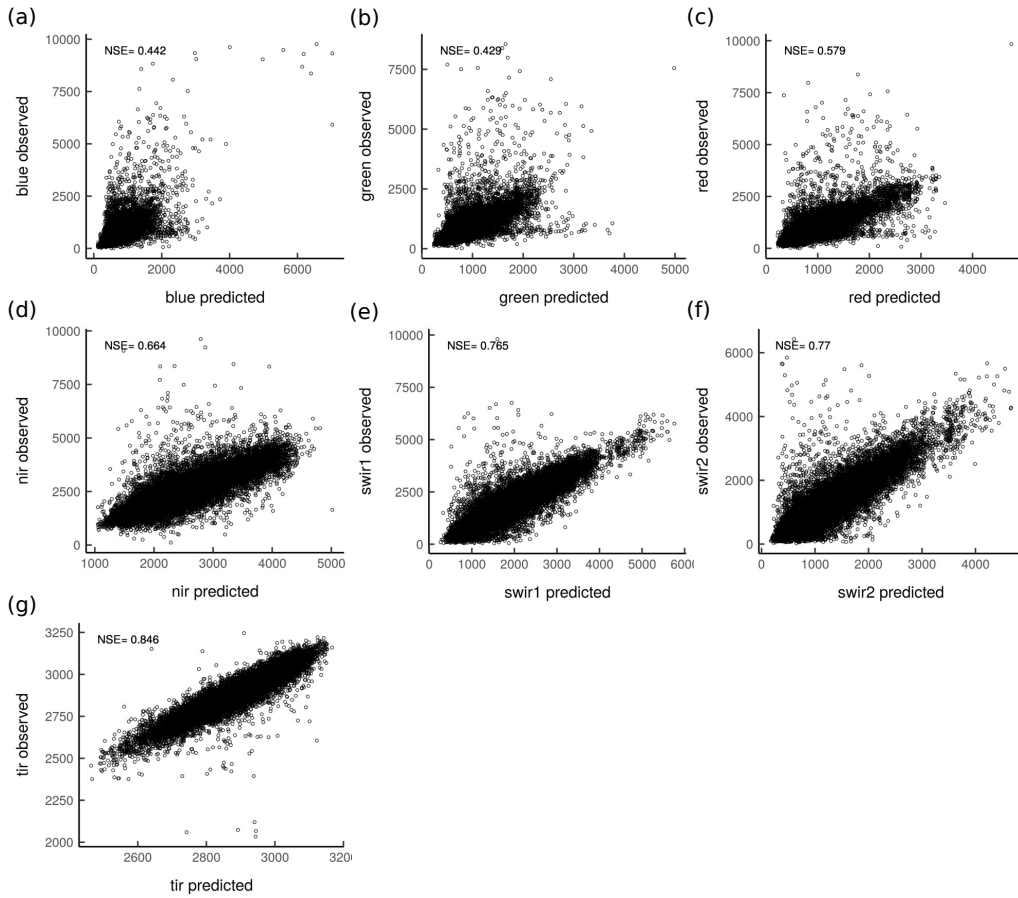 (a)
NSE= 0.442
10000
7500
5000
2500
0
0 2000 4000 6000
blue observed
blue predicted
(b)
NSE= 0.429
7500
5000
2500
0
0 1000 2000 3000 4000 5000
green observed
green predicted
(c)
NSE= 0.579
10000
7500
5000
2500
0
0 1000 2000 3000 4000
red observed
red predicted
(d)
NSE= 0.664
10000
7500
5000
2500
0
1000 2000 3000 4000 5000
nir observed
nir predicted
(e)
NSE= 0.765
10000
7500
5000
2500
0
0 1000 2000 3000 4000 5000 6000
swir1 observed
swir1 predicted
(f)
NSE= 0.77
6000
4000
2000
0
0 1000 2000 3000 4000
swir2 observed
swir2 predicted
(g)
NSE= 0.846
3250
3000
2750
2500
2250
2000
2600 2800 3000 320
tir observed
tir predicted